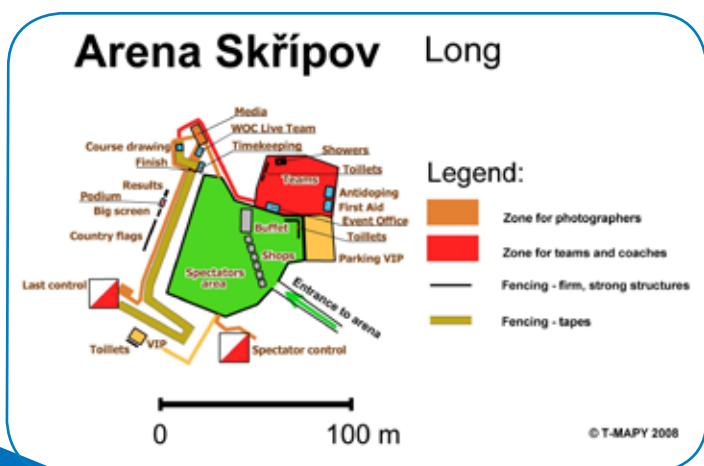 Arena Skřípov Long
Media
WOC Live Team
Course drawing
Timekeeping
Finish
Showers
Toillets
Teams
Results
Podium
Big screen
Country flags
Antidoping
First Aid
Event Office
Buffet
Toillets
Parking VIP
Shops
Spectators
area
Last control
Entrance to arena
Toillets
VIP
Spectator control
Legend:
Zone for photographers
Zone for teams and coaches
Fencing - firm, strong structures
Fencing - tapes
0 100 m
© T-MAPY 2008